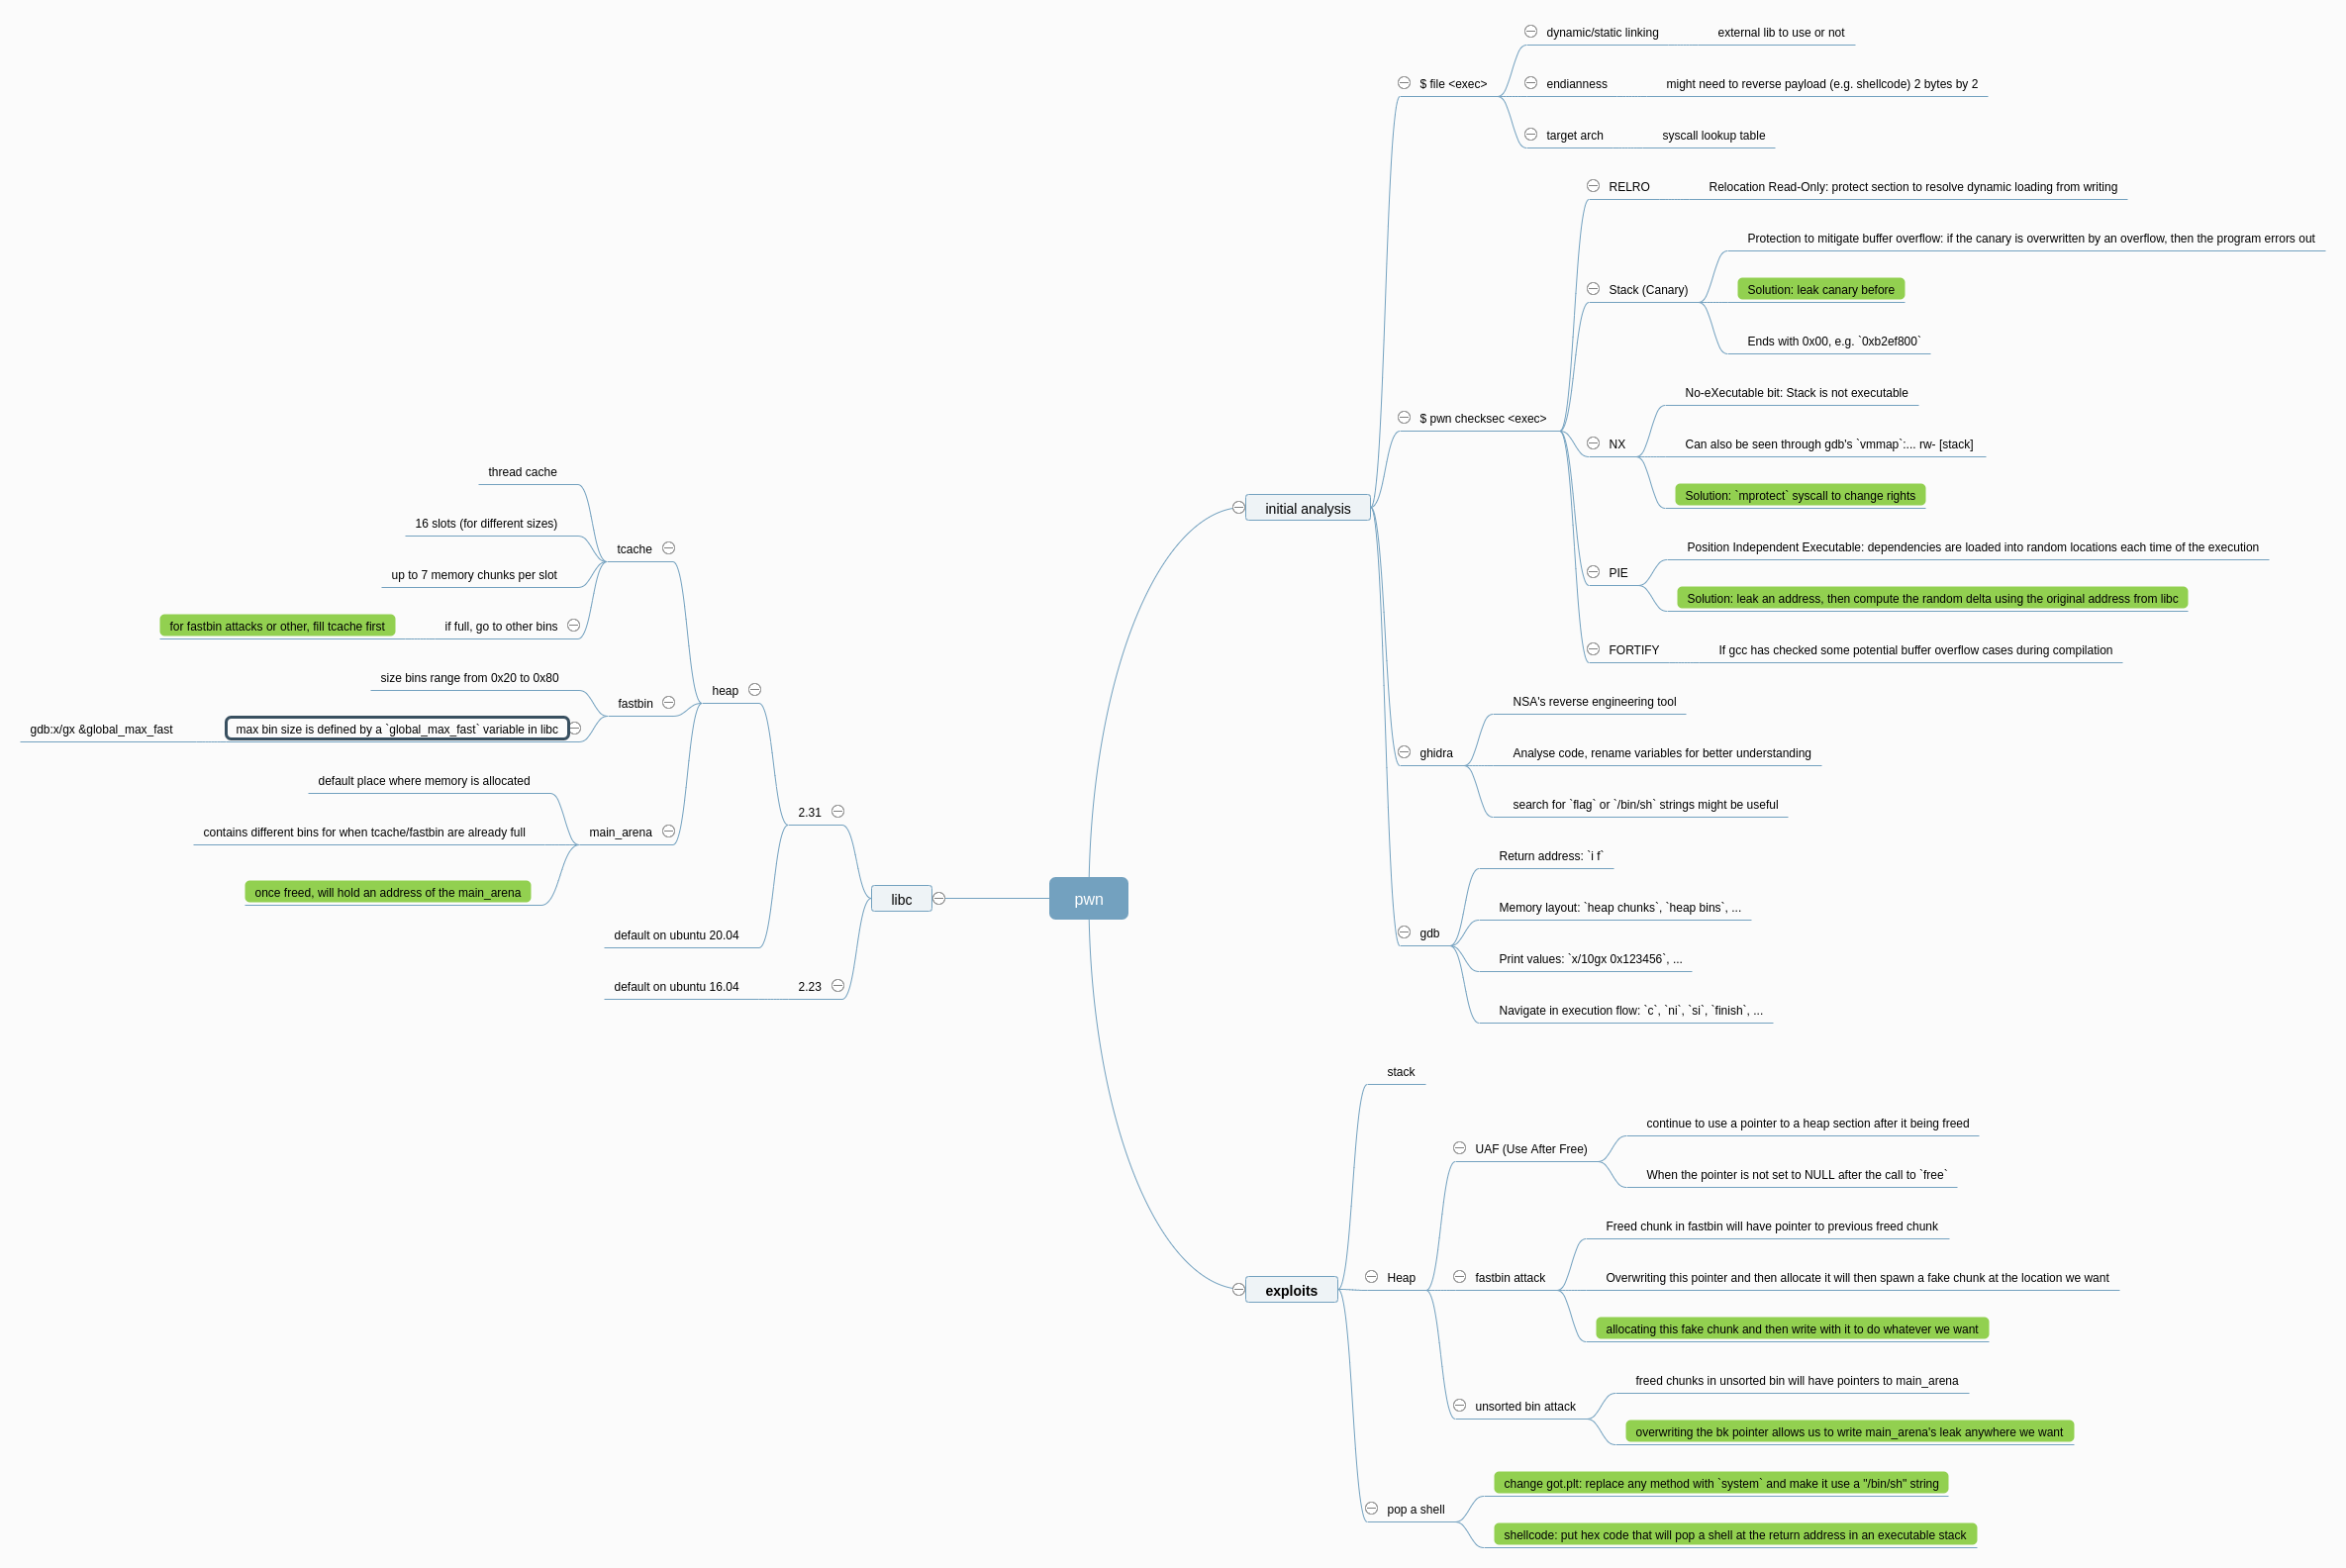 pwn
initial analysis
$ file <exec>
dynamic/static linking
external lib to use or not
endianness
might need to reverse payload (e.g. shellcode) 2 bytes by 2
target arch
syscall lookup table
$ pwn checksec <exec>
RELRO
Relocation Read-Only: protect section to resolve dynamic loading from writing
Stack (Canary)
Protection to mitigate buffer overflow: if the canary is overwritten by an overflow, then the program errors out
Solution: leak canary before
Ends with 0x00, e.g. `0xb2ef800`
NX
No-eXecutable bit: Stack is not executable
Can also be seen through gdb's `vmmap`:... rw- [stack]
Solution: `mprotect` syscall to change rights
PIE
Position Independent Executable: dependencies are loaded into random locations each time of the execution
Solution: leak an address, then compute the random delta using the original address from libc
FORTIFY
If gcc has checked some potential buffer overflow cases during compilation
ghidra
NSA's reverse engineering tool
Analyse code, rename variables for better understanding
search for `flag` or `/bin/sh` strings might be useful
gdb
Return address: `i f`
Memory layout: `heap chunks`, `heap bins`, ...
Print values: `x/10gx 0x123456`, ...
Navigate in execution flow: `c`, `ni`, `si`, `finish`, ...
exploits
stack
Heap
UAF (Use After Free)
continue to use a pointer to a heap section after it being freed
When the pointer is not set to NULL after the call to `free`
fastbin attack
Freed chunk in fastbin will have pointer to previous freed chunk
Overwriting this pointer and then allocate it will then spawn a fake chunk at the location we want
allocating this fake chunk and then write with it to do whatever we want
unsorted bin attack
freed chunks in unsorted bin will have pointers to main_arena
overwriting the bk pointer allows us to write main_arena's leak anywhere we want
pop a shell
change got.plt: replace any method with `system` and make it use a "/bin/sh" string
shellcode: put hex code that will pop a shell at the return address in an executable stack
libc
2.31
heap
tcache
thread cache
16 slots (for different sizes)
up to 7 memory chunks per slot
if full, go to other bins
for fastbin attacks or other, fill tcache first
fastbin
size bins range from 0x20 to 0x80
max bin size is defined by a `global_max_fast` variable in libc
gdb:x/gx &global_max_fast
main_arena
default place where memory is allocated
contains different bins for when tcache/fastbin are already full
once freed, will hold an address of the main_arena
default on ubuntu 20.04
2.23
default on ubuntu 16.04